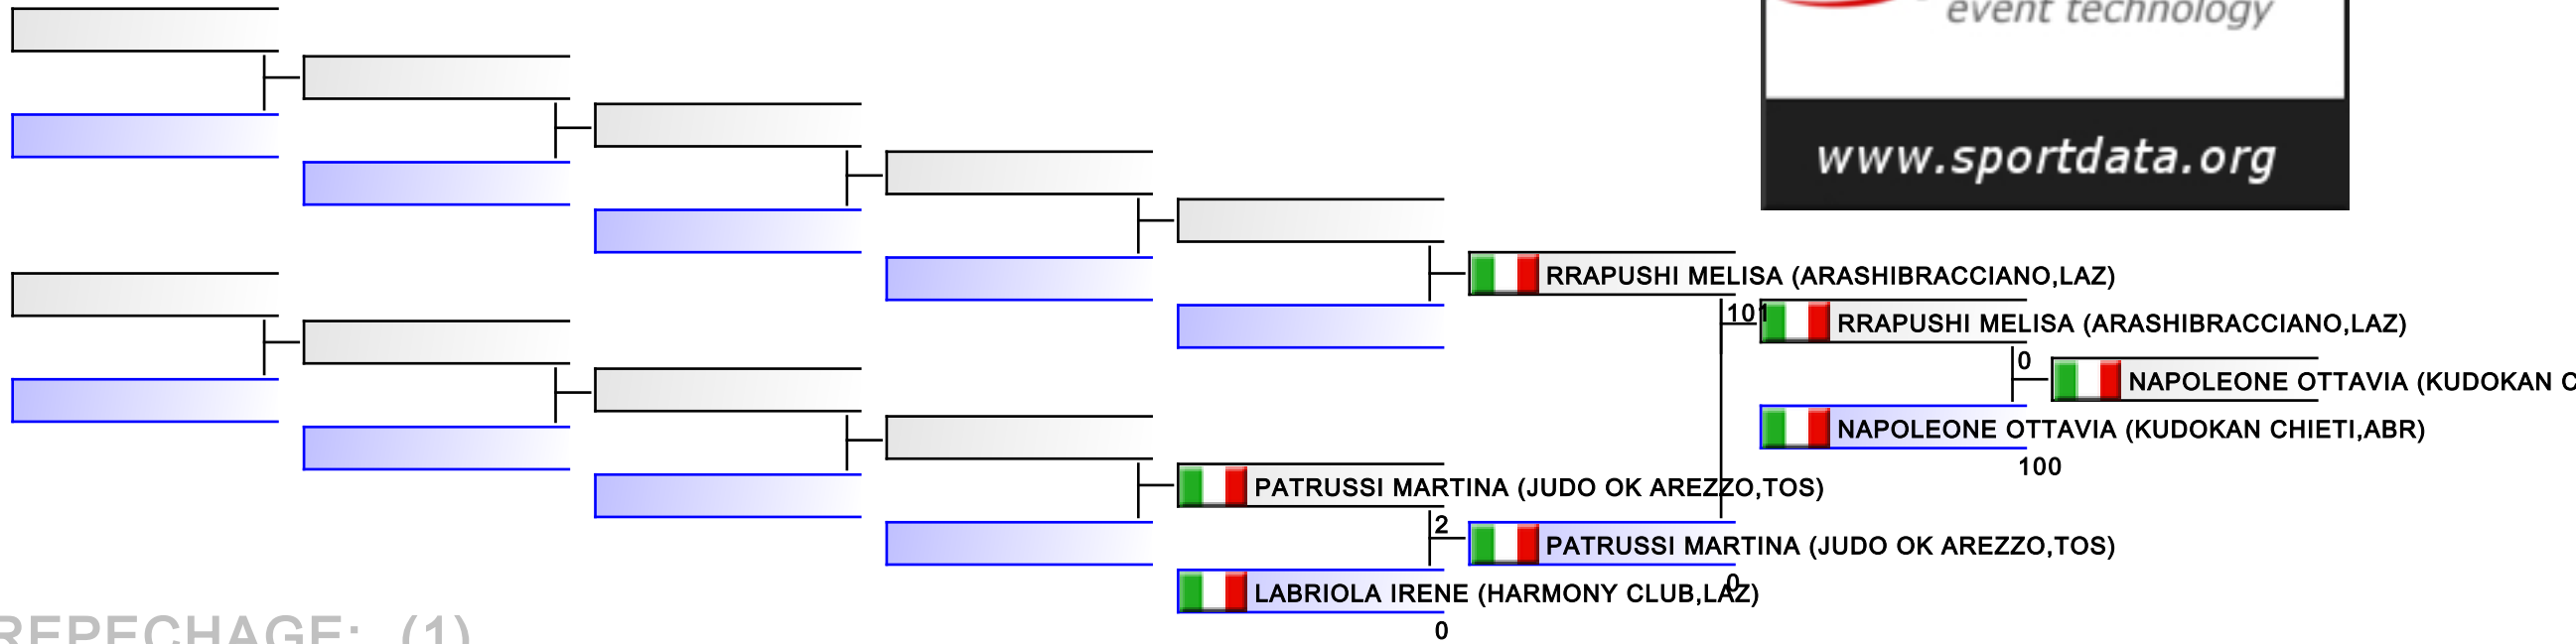 event technology
www.sportdata.org
RRAPUSHI MELISA (ARASHIBRACCIANO,LAZ)
101
RRAPUSHI MELISA (ARASHIBRACCIANO,LAZ)
0
NAPOLEONE OTTAVIA (KUDOKAN C
NAPOLEONE OTTAVIA (KUDOKAN CHIETI,ABR)
100
PATRUSSI MARTINA (JUDO OK AREZZO,TOS)
2
PATRUSSI MARTINA (JUDO OK AREZZO,TOS)
0
LABRIOLA IRENE (HARMONY CLUB,LAZ)
0
REPECHAGE: (1)